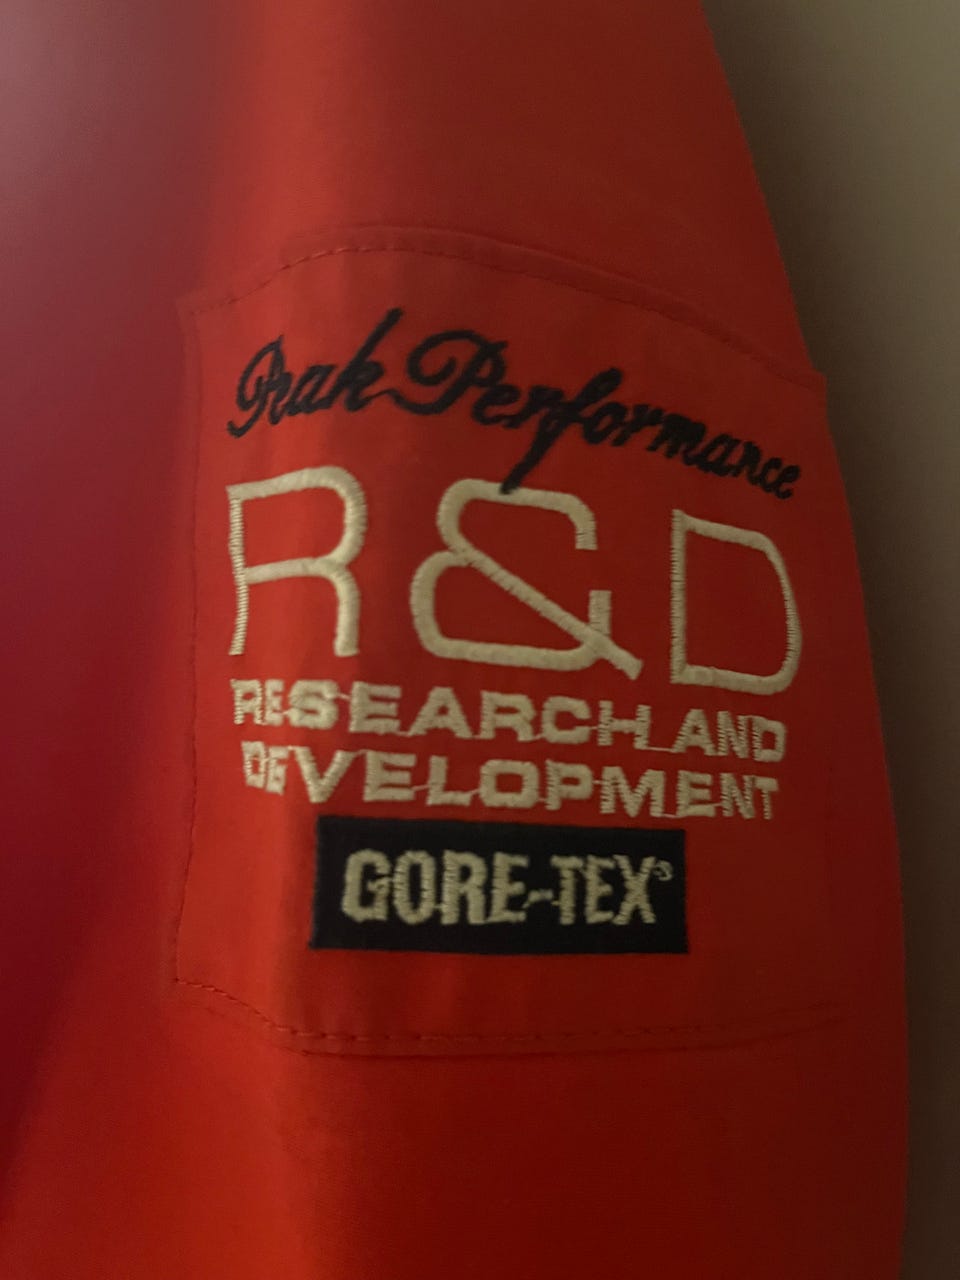 Peak Performance
R&D
RESEARCH AND
DEVELOPMENT
GORE-TEX®